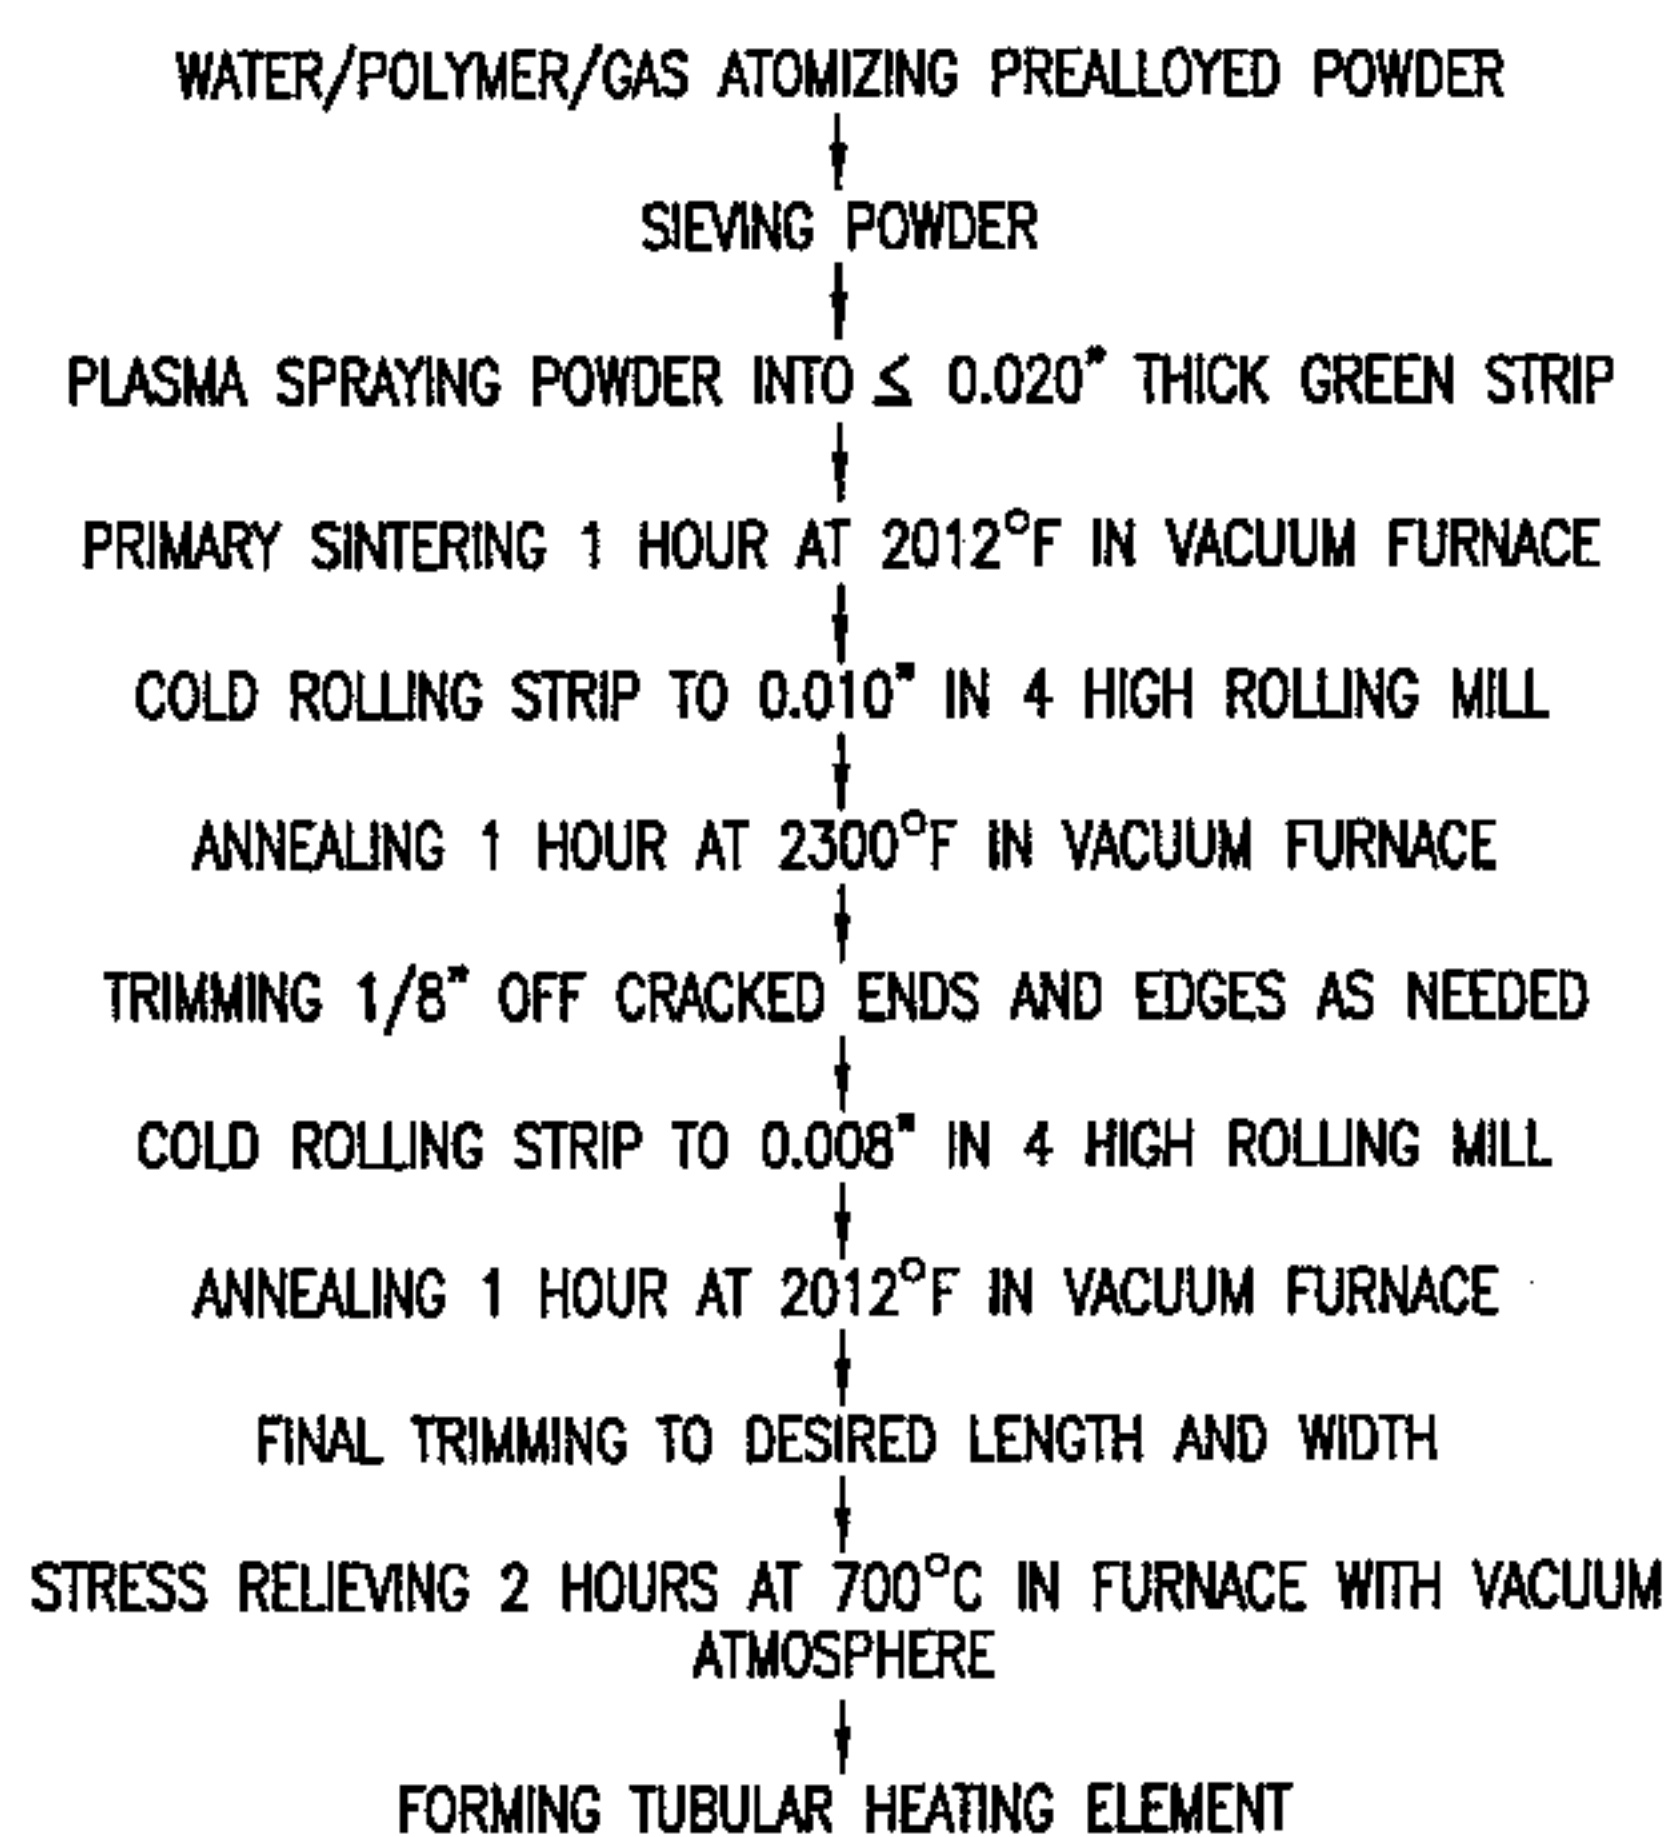 WATER/POLYMER/GAS ATOMIZING PREALLOYED POWDER
SIEVING POWDER
PLASMA SPRAYING POWDER INTO ≤ 0.020" THICK GREEN STRIP
PRIMARY SINTERING 1 HOUR AT 2012°F IN VACUUM FURNACE
COLD ROLLING STRIP TO 0.010" IN 4 HIGH ROLLING MILL
ANNEALING 1 HOUR AT 2300°F IN VACUUM FURNACE
TRIMMING 1/8" OFF CRACKED ENDS AND EDGES AS NEEDED
COLD ROLLING STRIP TO 0.008" IN 4 HIGH ROLLING MILL
ANNEALING 1 HOUR AT 2012°F IN VACUUM FURNACE
FINAL TRIMMING TO DESIRED LENGTH AND WIDTH
STRESS RELIEVING 2 HOURS AT 700°C IN FURNACE WITH VACUUM
ATMOSPHERE
FORMING TUBULAR HEATING ELEMENT